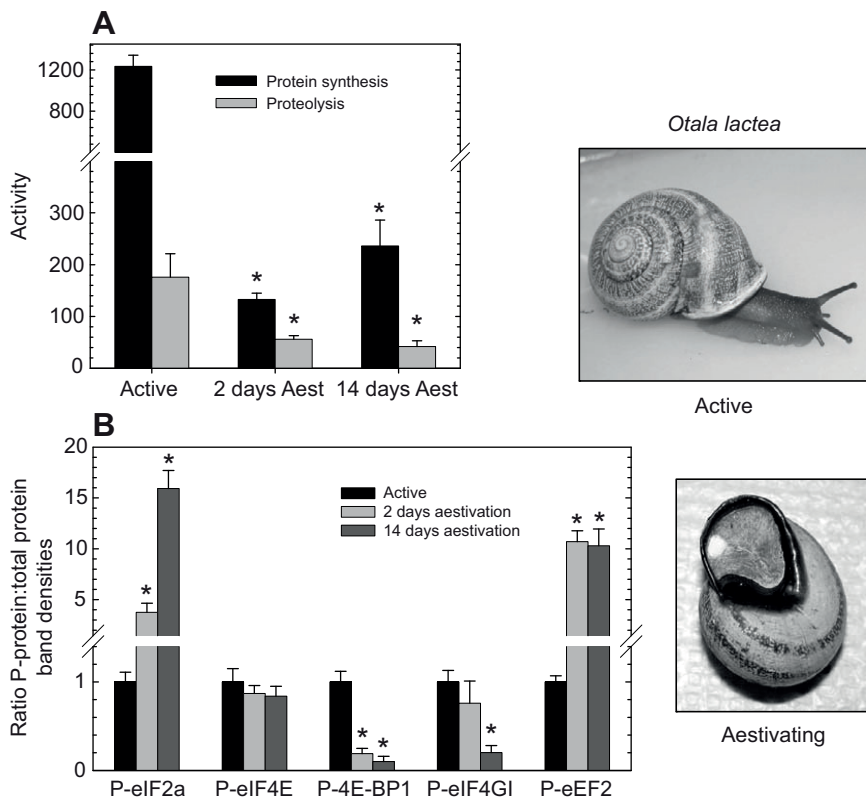 A
1200
800
300
200
100
0
Activity
Protein synthesis
Proteolysis
*
*
*
*
Active
2 days Aest
14 days Aest
Otala lactea
Active
B
20
15
10
5
1
0
Ratio P-protein:total protein
band densities
Active
2 days aestivation
14 days aestivation
*
*
*
*
*
*
*
P-eIF2a
P-eIF4E
P-4E-BP1
P-eIF4GI
P-eEF2
Aestivating